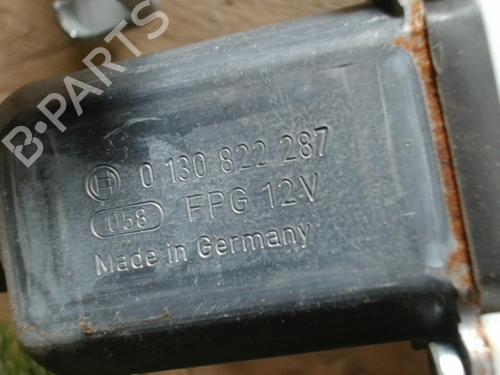 B-PARTS
0 130 822 287
058 FPG 12V
Made in Germany